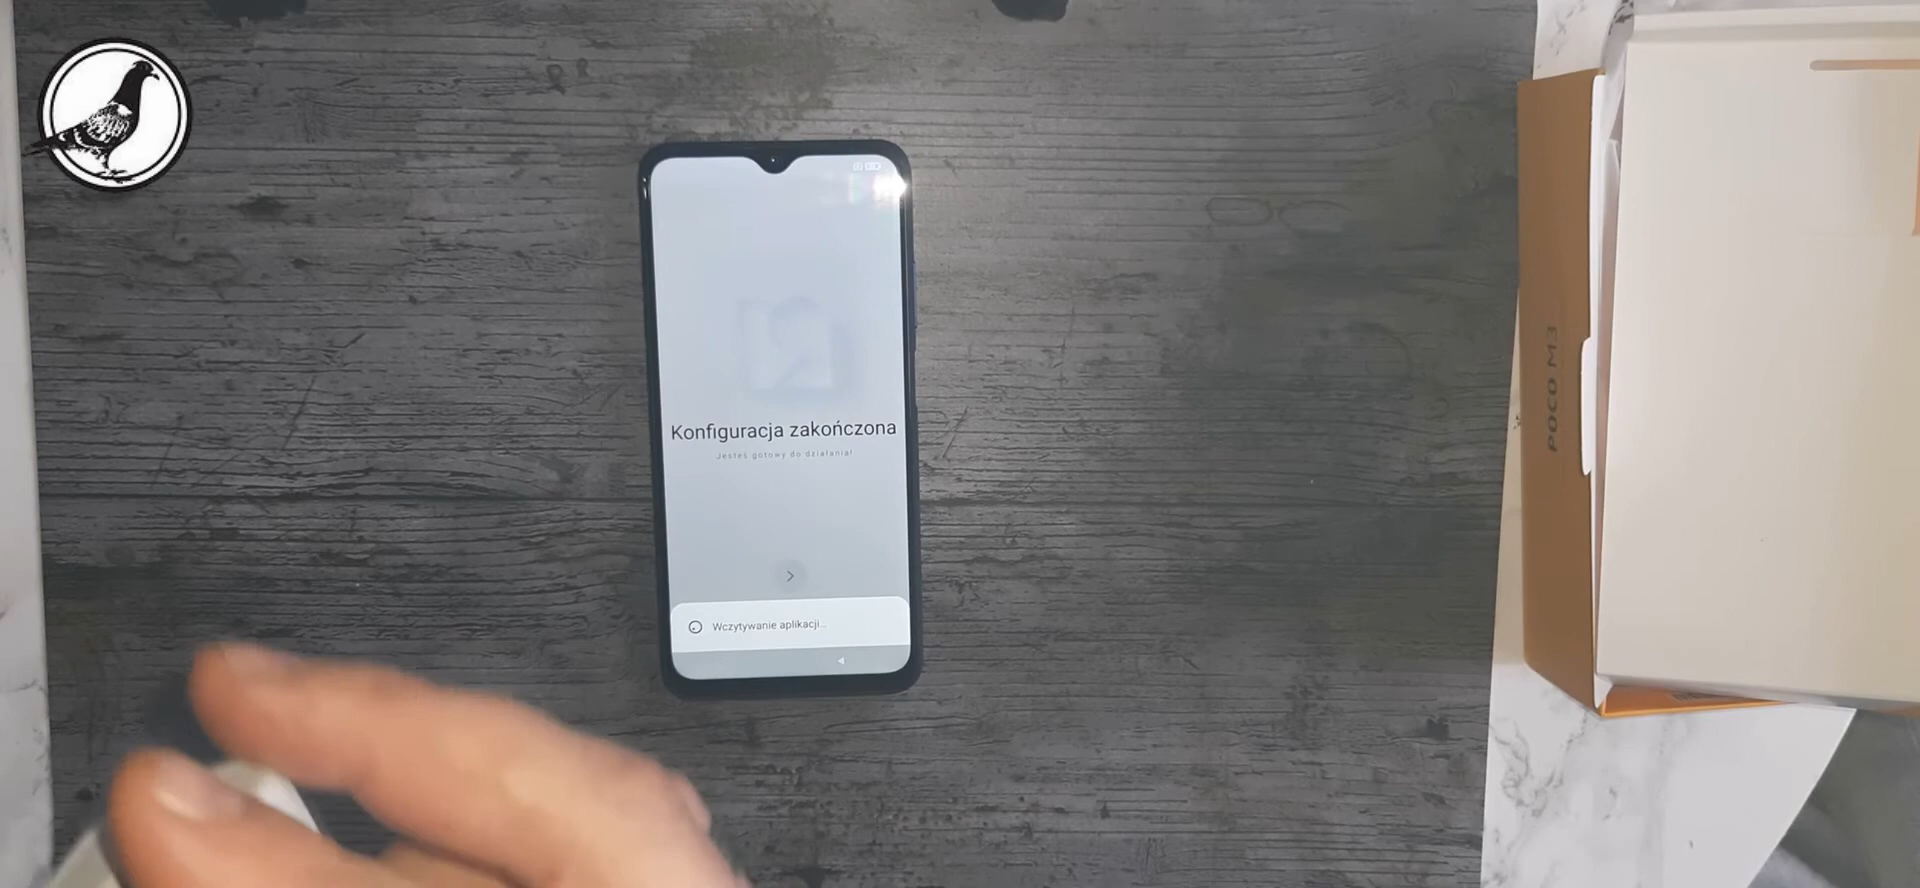 Konfiguracja zakończona
Jesteś gotowy do działania!
Wczytywanie aplikacji...
POCO M3